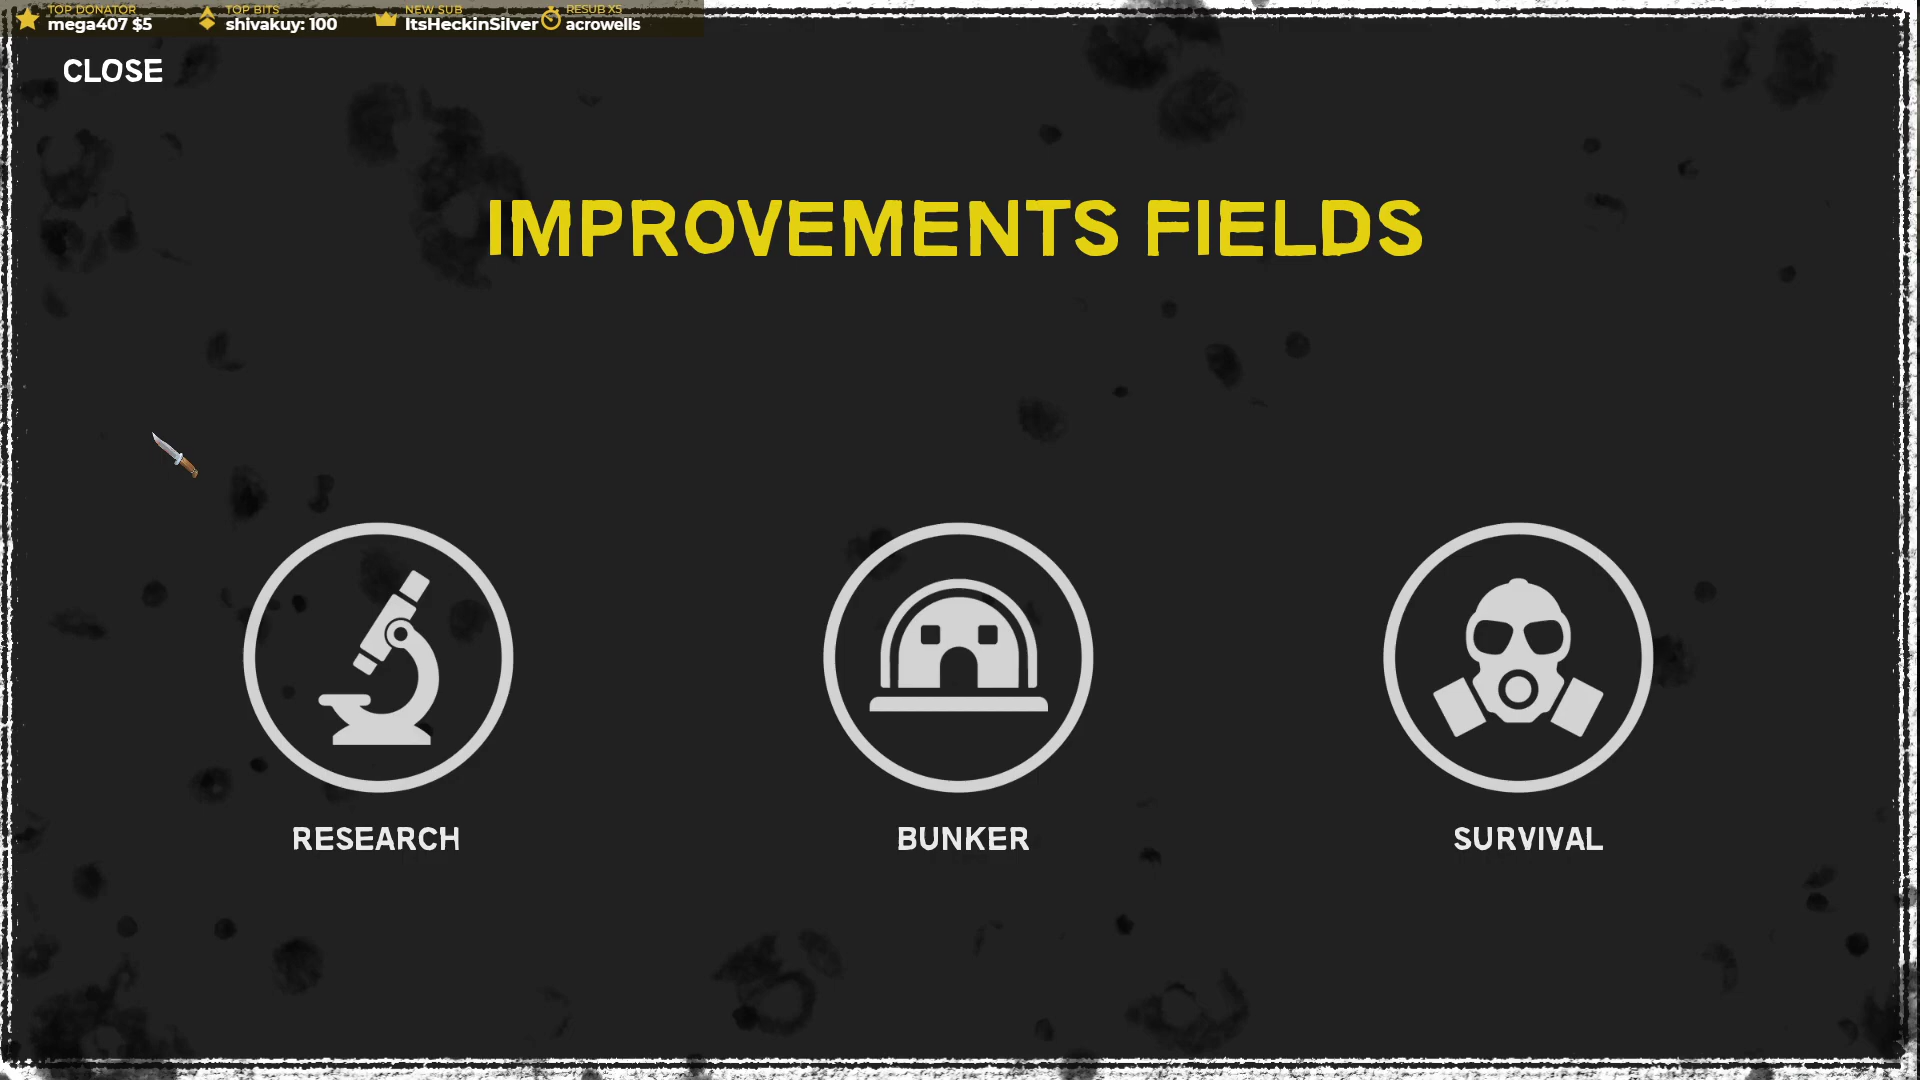 TOP DONATOR
mega407 $5
TOP BITS
shivakuy: 100
NEW SUB
ItsHeckinSilver
RESUB X5
acrowells
CLOSE
IMPROVEMENTS FIELDS
RESEARCH
BUNKER
SURVIVAL